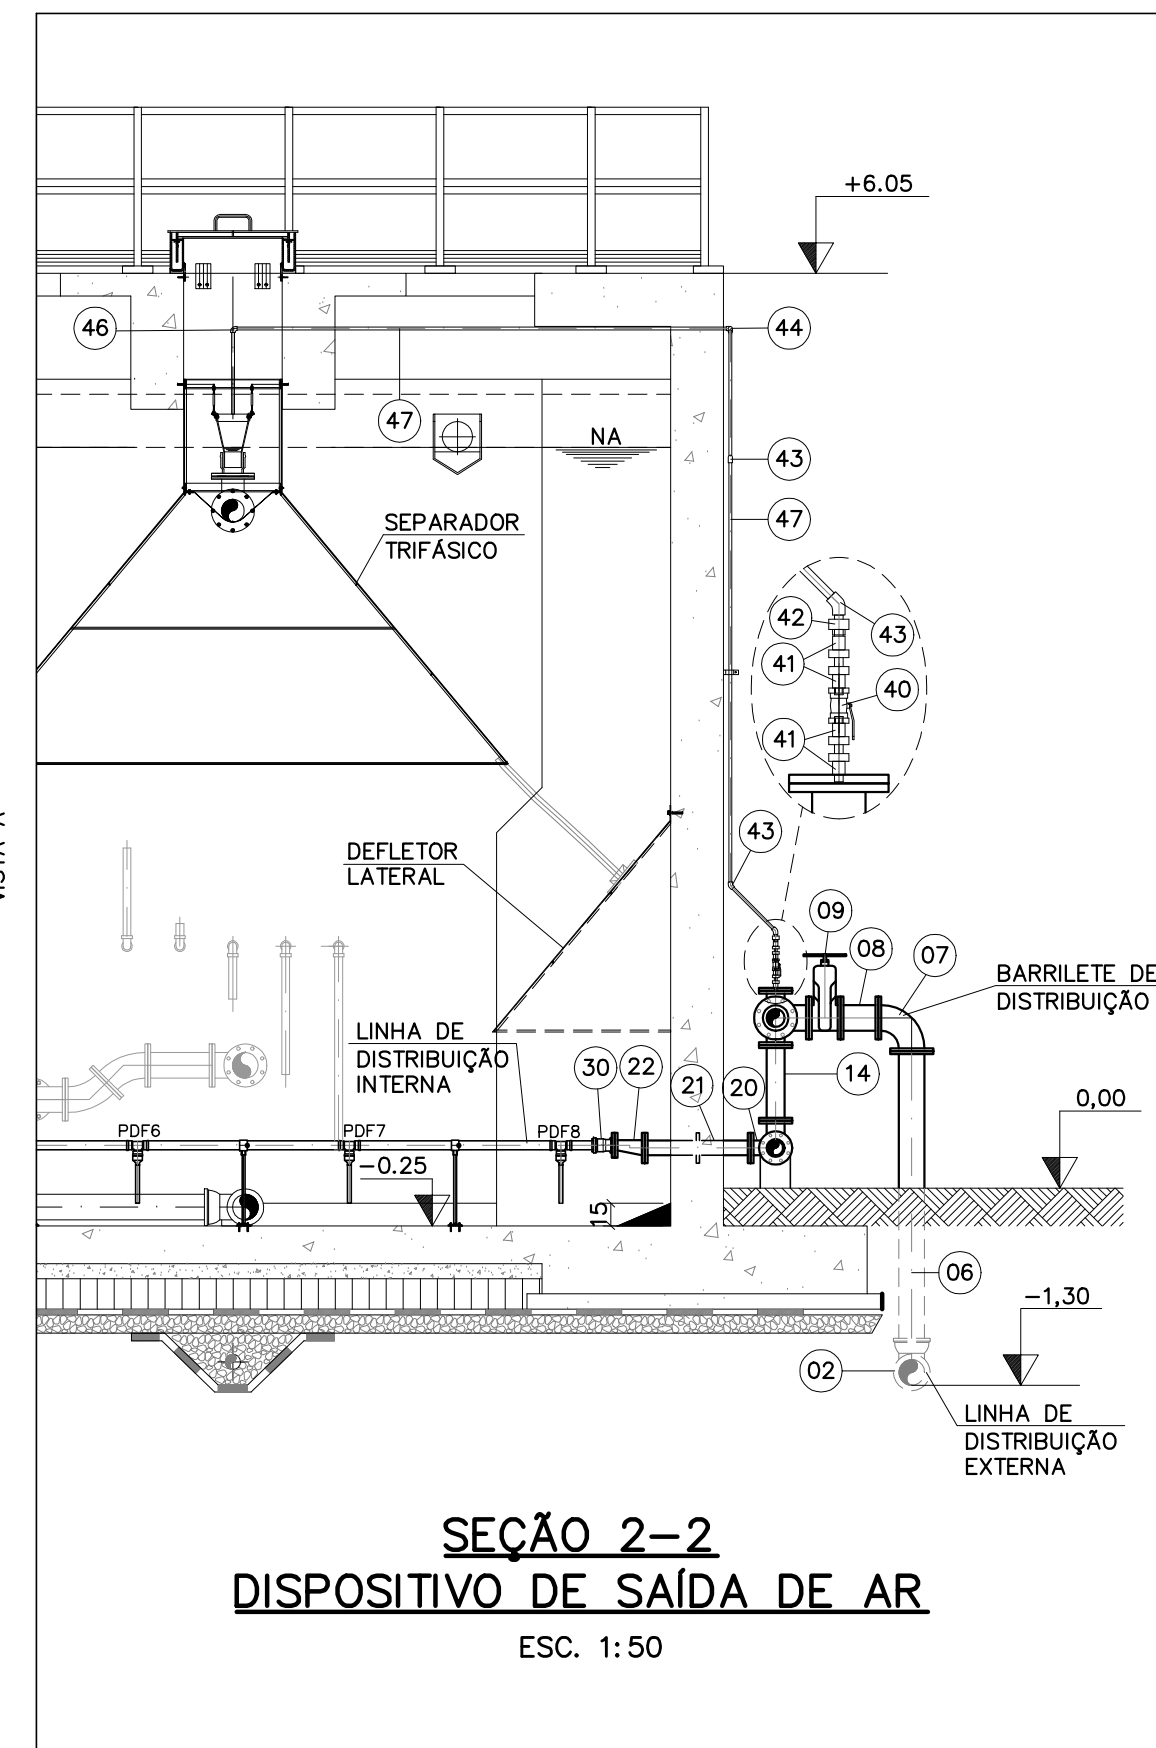 +6.05
46
44
47
NA
43
47
SEPARADOR
TRIFÁSICO
42
43
41
40
41
43
DEFLETOR
LATERAL
09
08
07
BARRILETE DE
DISTRIBUIÇÃO
LINHA DE
DISTRIBUIÇÃO
INTERNA
30
22
21
20
14
0,00
PDF6
PDF7
PDF8
-0.25
15
06
-1,30
02
LINHA DE
DISTRIBUIÇÃO
EXTERNA
SEÇÃO 2-2
DISPOSITIVO DE SAÍDA DE AR
ESC. 1:50